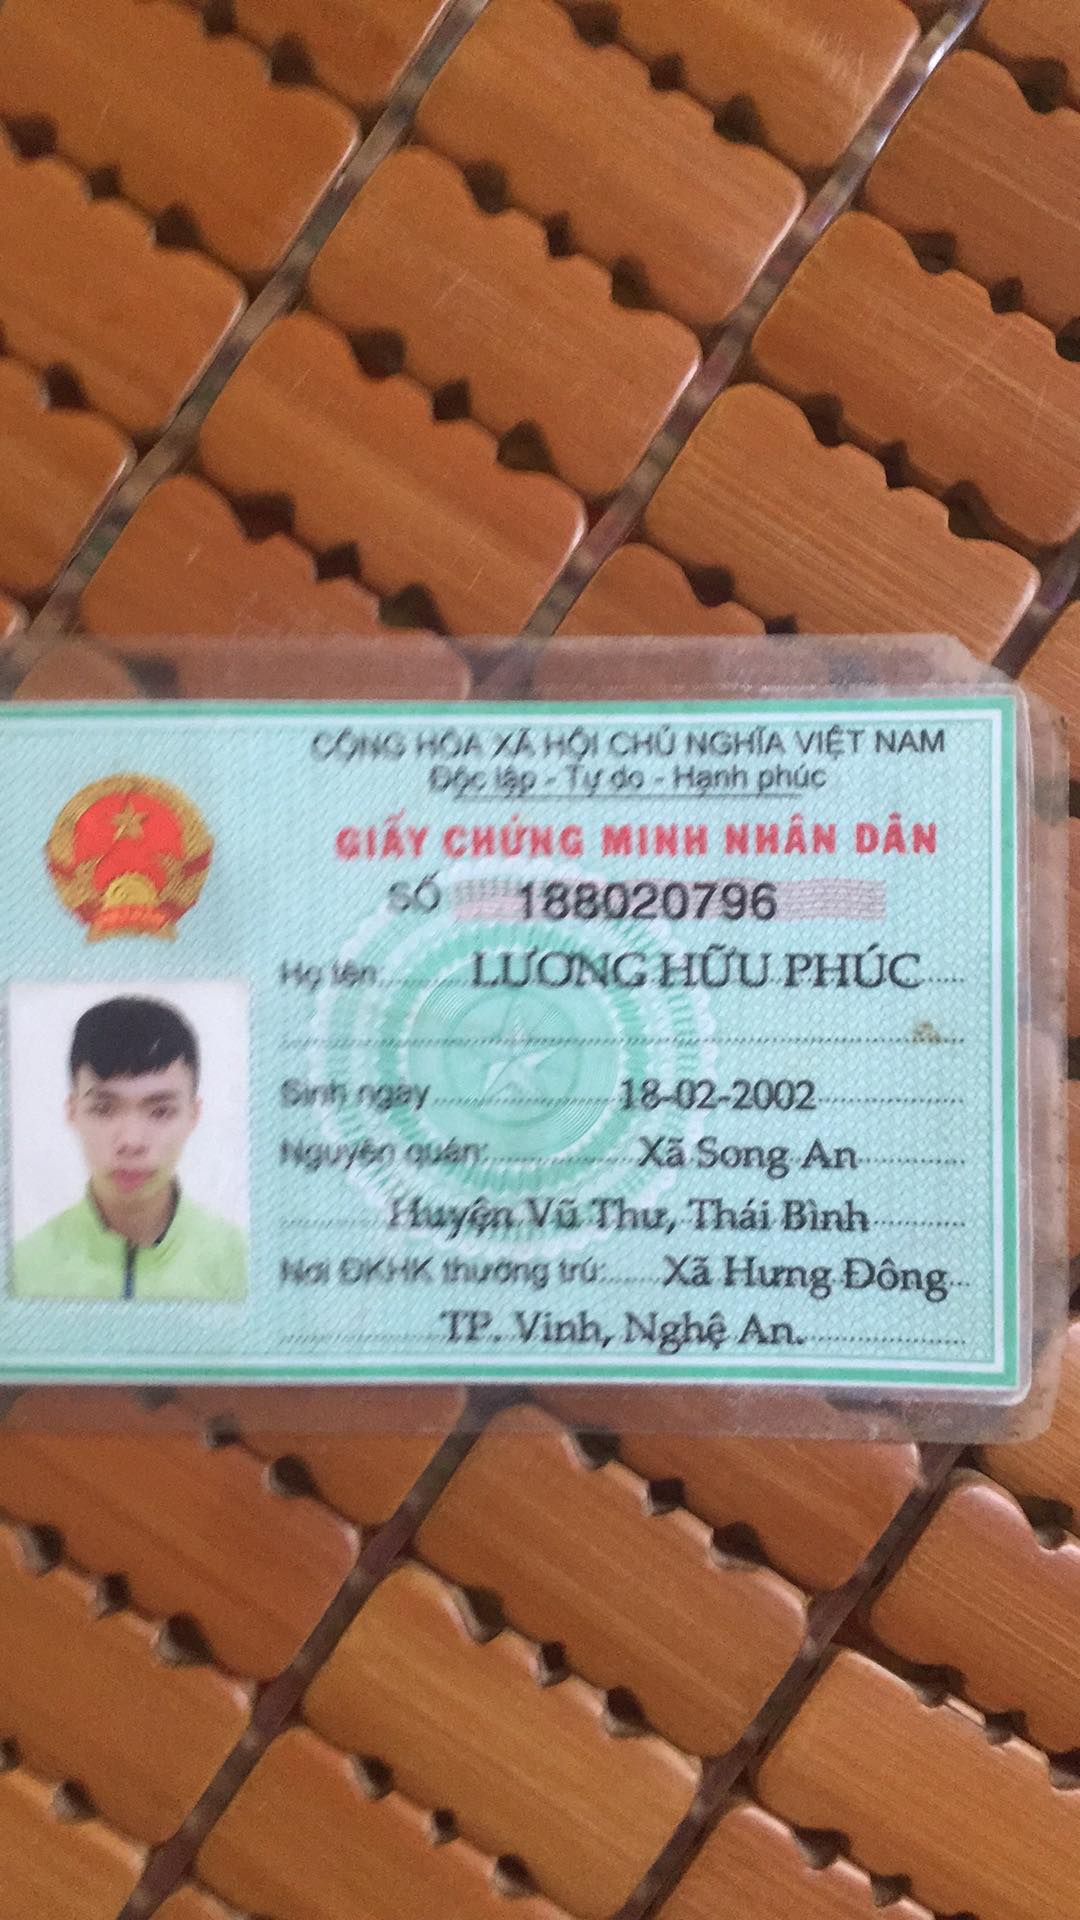 CỘNG HÒA XÃ HỘI CHỦ NGHĨA VIỆT NAM
Độc lập - Tự do - Hạnh phúc
GIẤY CHỨNG MINH NHÂN DÂN
SỐ 188020796
Họ tên: LƯƠNG HỮU PHÚC
Sinh ngày 18-02-2002
Nguyên quán: Xã Song An
Huyện Vũ Thư, Thái Bình
Nơi ĐKHK thường trú: Xã Hưng Đông
TP. Vinh, Nghệ An.